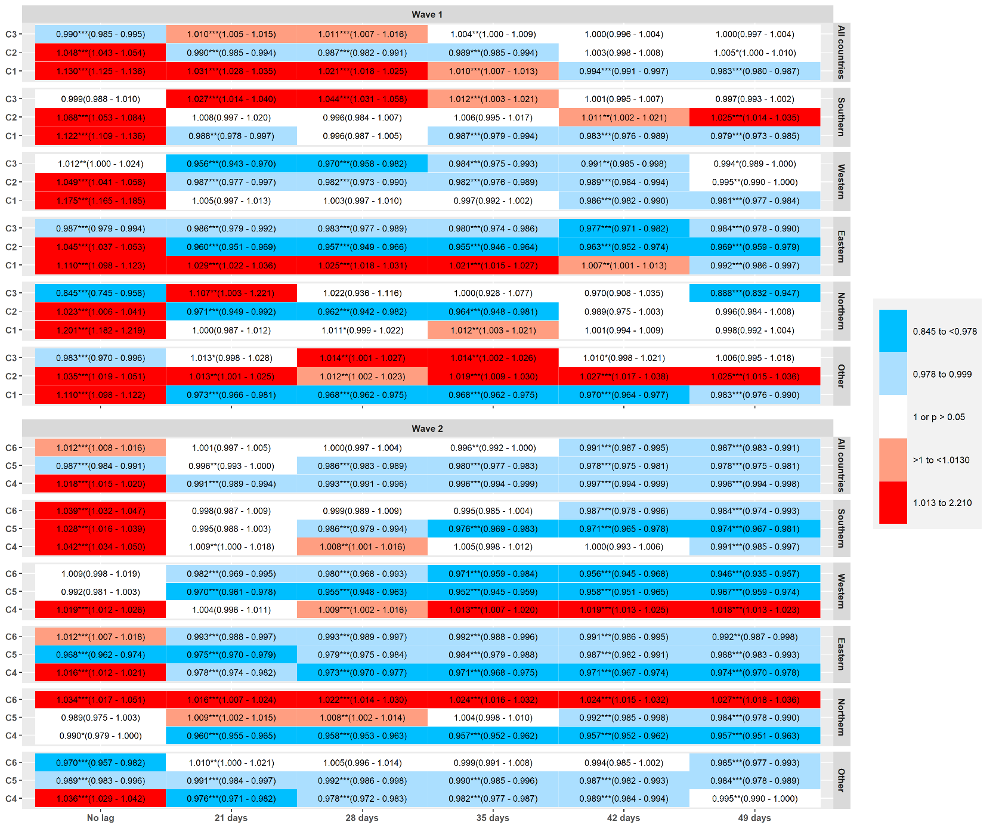 Wave 1
C3 0.990***(0.985 - 0.995) 1.010***(1.005 - 1.015) 1.011***(1.007 - 1.016) 1.004**(1.000 - 1.009) 1.000(0.996 - 1.004) 1.000(0.997 - 1.004)
C2 1.048***(1.043 - 1.054) 0.990***(0.985 - 0.994) 0.987***(0.982 - 0.991) 0.989***(0.985 - 0.994) 1.003(0.998 - 1.008) 1.005*(1.000 - 1.010)
C1 1.130***(1.125 - 1.136) 1.031***(1.028 - 1.035) 1.021***(1.018 - 1.025) 1.010***(1.007 - 1.013) 0.994***(0.991 - 0.997) 0.983***(0.980 - 0.987)
All countries
C3 0.999(0.988 - 1.010) 1.027***(1.014 - 1.040) 1.044***(1.031 - 1.058) 1.012***(1.003 - 1.021) 1.001(0.995 - 1.007) 0.997(0.993 - 1.002)
C2 1.068***(1.053 - 1.084) 1.008(0.997 - 1.020) 0.996(0.984 - 1.007) 1.006(0.995 - 1.017) 1.011**(1.002 - 1.021) 1.025***(1.014 - 1.035)
C1 1.122***(1.109 - 1.136) 0.988**(0.978 - 0.997) 0.996(0.987 - 1.005) 0.987***(0.979 - 0.994) 0.983***(0.976 - 0.989) 0.979***(0.973 - 0.985)
Southern
C3 1.012**(1.000 - 1.024) 0.956***(0.943 - 0.970) 0.970***(0.958 - 0.982) 0.984***(0.975 - 0.993) 0.991**(0.985 - 0.998) 0.994*(0.989 - 1.000)
C2 1.049***(1.041 - 1.058) 0.987***(0.977 - 0.997) 0.982***(0.973 - 0.990) 0.982***(0.976 - 0.989) 0.989***(0.984 - 0.994) 0.995**(0.990 - 1.000)
C1 1.175***(1.165 - 1.185) 1.005(0.997 - 1.013) 1.003(0.997 - 1.010) 0.997(0.992 - 1.002) 0.986***(0.982 - 0.990) 0.981***(0.977 - 0.984)
Western
C3 0.987***(0.979 - 0.994) 0.986***(0.979 - 0.992) 0.983***(0.977 - 0.989) 0.980***(0.974 - 0.986) 0.977***(0.971 - 0.982) 0.984***(0.978 - 0.990)
C2 1.045***(1.037 - 1.053) 0.960***(0.951 - 0.969) 0.957***(0.949 - 0.966) 0.955***(0.946 - 0.964) 0.963***(0.952 - 0.974) 0.969***(0.959 - 0.979)
C1 1.110***(1.098 - 1.123) 1.029***(1.022 - 1.036) 1.025***(1.018 - 1.031) 1.021***(1.015 - 1.027) 1.007**(1.001 - 1.013) 0.992***(0.986 - 0.997)
Eastern
C3 0.845***(0.745 - 0.958) 1.107**(1.003 - 1.221) 1.022(0.936 - 1.116) 1.000(0.928 - 1.077) 0.970(0.908 - 1.035) 0.888***(0.832 - 0.947)
C2 1.023***(1.006 - 1.041) 0.971***(0.949 - 0.992) 0.962***(0.942 - 0.982) 0.964***(0.948 - 0.981) 0.989(0.975 - 1.003) 0.996(0.984 - 1.008)
C1 1.201***(1.182 - 1.219) 1.000(0.987 - 1.012) 1.011*(0.999 - 1.022) 1.012**(1.003 - 1.021) 1.001(0.994 - 1.009) 0.998(0.992 - 1.004)
Northern
C3 0.983***(0.970 - 0.996) 1.013*(0.998 - 1.028) 1.014**(1.001 - 1.027) 1.014**(1.002 - 1.026) 1.010*(0.998 - 1.021) 1.006(0.995 - 1.018)
C2 1.035***(1.019 - 1.051) 1.013**(1.001 - 1.025) 1.012**(1.002 - 1.023) 1.019***(1.009 - 1.030) 1.027***(1.017 - 1.038) 1.025***(1.015 - 1.036)
C1 1.110***(1.098 - 1.122) 0.973***(0.966 - 0.981) 0.968***(0.962 - 0.975) 0.968***(0.962 - 0.975) 0.970***(0.964 - 0.977) 0.983***(0.976 - 0.990)
Other
Wave 2
C6 1.012***(1.008 - 1.016) 1.001(0.997 - 1.005) 1.000(0.997 - 1.004) 0.996**(0.992 - 1.000) 0.991***(0.987 - 0.995) 0.987***(0.983 - 0.991)
C5 0.987***(0.984 - 0.991) 0.996**(0.993 - 1.000) 0.986***(0.983 - 0.989) 0.980***(0.977 - 0.983) 0.978***(0.975 - 0.981) 0.978***(0.975 - 0.981)
C4 1.018***(1.015 - 1.020) 0.991***(0.989 - 0.994) 0.993***(0.991 - 0.996) 0.996***(0.994 - 0.999) 0.997***(0.994 - 0.999) 0.996***(0.994 - 0.998)
All countries
C6 1.039***(1.032 - 1.047) 0.998(0.987 - 1.009) 0.999(0.989 - 1.009) 0.995(0.985 - 1.004) 0.987***(0.978 - 0.996) 0.984***(0.974 - 0.993)
C5 1.028***(1.016 - 1.039) 0.995(0.988 - 1.003) 0.986***(0.979 - 0.994) 0.976***(0.969 - 0.983) 0.971***(0.965 - 0.978) 0.974***(0.967 - 0.981)
C4 1.042***(1.034 - 1.050) 1.009**(1.000 - 1.018) 1.008**(1.001 - 1.016) 1.005(0.998 - 1.012) 1.000(0.993 - 1.006) 0.991***(0.985 - 0.997)
Southern
C6 1.009(0.998 - 1.019) 0.982***(0.969 - 0.995) 0.980***(0.968 - 0.993) 0.971***(0.959 - 0.984) 0.956***(0.945 - 0.968) 0.946***(0.935 - 0.957)
C5 0.992(0.981 - 1.003) 0.970***(0.961 - 0.978) 0.955***(0.948 - 0.963) 0.952***(0.945 - 0.959) 0.958***(0.951 - 0.965) 0.967***(0.959 - 0.974)
C4 1.019***(1.012 - 1.026) 1.004(0.996 - 1.011) 1.009***(1.002 - 1.016) 1.013***(1.007 - 1.020) 1.019***(1.013 - 1.025) 1.018***(1.013 - 1.023)
Western
C6 1.012***(1.007 - 1.018) 0.993***(0.988 - 0.997) 0.993***(0.989 - 0.997) 0.992***(0.988 - 0.996) 0.991***(0.986 - 0.995) 0.992**(0.987 - 0.998)
C5 0.968***(0.962 - 0.974) 0.975***(0.970 - 0.979) 0.979***(0.975 - 0.984) 0.984***(0.979 - 0.988) 0.987***(0.982 - 0.991) 0.988***(0.983 - 0.993)
C4 1.016***(1.012 - 1.021) 0.978***(0.974 - 0.982) 0.973***(0.970 - 0.977) 0.971***(0.968 - 0.975) 0.971***(0.967 - 0.974) 0.974***(0.970 - 0.978)
Eastern
C6 1.034***(1.017 - 1.051) 1.016***(1.007 - 1.024) 1.022***(1.014 - 1.030) 1.024***(1.016 - 1.032) 1.024***(1.015 - 1.032) 1.027***(1.018 - 1.036)
C5 0.989(0.975 - 1.003) 1.009***(1.002 - 1.015) 1.008**(1.002 - 1.014) 1.004(0.998 - 1.010) 0.992***(0.985 - 0.998) 0.984***(0.978 - 0.990)
C4 0.990*(0.979 - 1.000) 0.960***(0.955 - 0.965) 0.958***(0.953 - 0.963) 0.957***(0.952 - 0.962) 0.957***(0.952 - 0.962) 0.957***(0.951 - 0.963)
Northern
C6 0.970***(0.957 - 0.982) 1.010**(1.000 - 1.021) 1.005(0.996 - 1.014) 0.999(0.991 - 1.008) 0.994(0.985 - 1.002) 0.985***(0.977 - 0.993)
C5 0.989***(0.983 - 0.996) 0.991***(0.984 - 0.997) 0.992***(0.986 - 0.998) 0.990***(0.985 - 0.996) 0.987***(0.982 - 0.993) 0.984***(0.978 - 0.989)
C4 1.036***(1.029 - 1.042) 0.976***(0.971 - 0.982) 0.978***(0.972 - 0.983) 0.982***(0.977 - 0.987) 0.989***(0.984 - 0.994) 0.995**(0.990 - 1.000)
Other
No lag 21 days 28 days 35 days 42 days 49 days
0.845 to <0.978
0.978 to 0.999
1 or p > 0.05
>1 to <1.0130
1.013 to 2.210